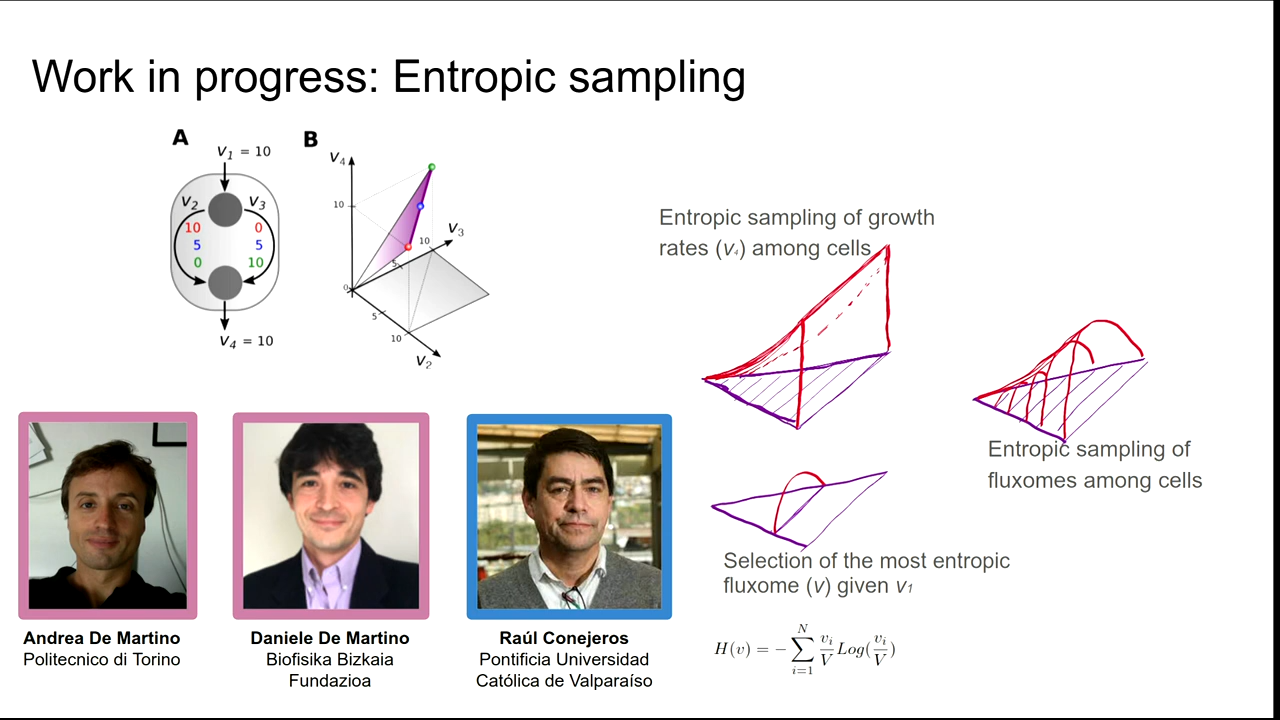 Work in progress: Entropic sampling
A
B
V1 = 10
V2
V3
10
0
5
5
0
10
V4 = 10
V4
10
V3
10
5
0
5
10
V2
Entropic sampling of growth
rates (v4) among cells
Entropic sampling of
fluxomes among cells
Selection of the most entropic
fluxome (v) given v1
H(v) = − ∑_{i=1}^{N} v_i/V Log(v_i/V)
Andrea De Martino
Politecnico di Torino
Daniele De Martino
Biofisika Bizkaia
Fundazioa
Raúl Conejeros
Pontificia Universidad
Católica de Valparaíso